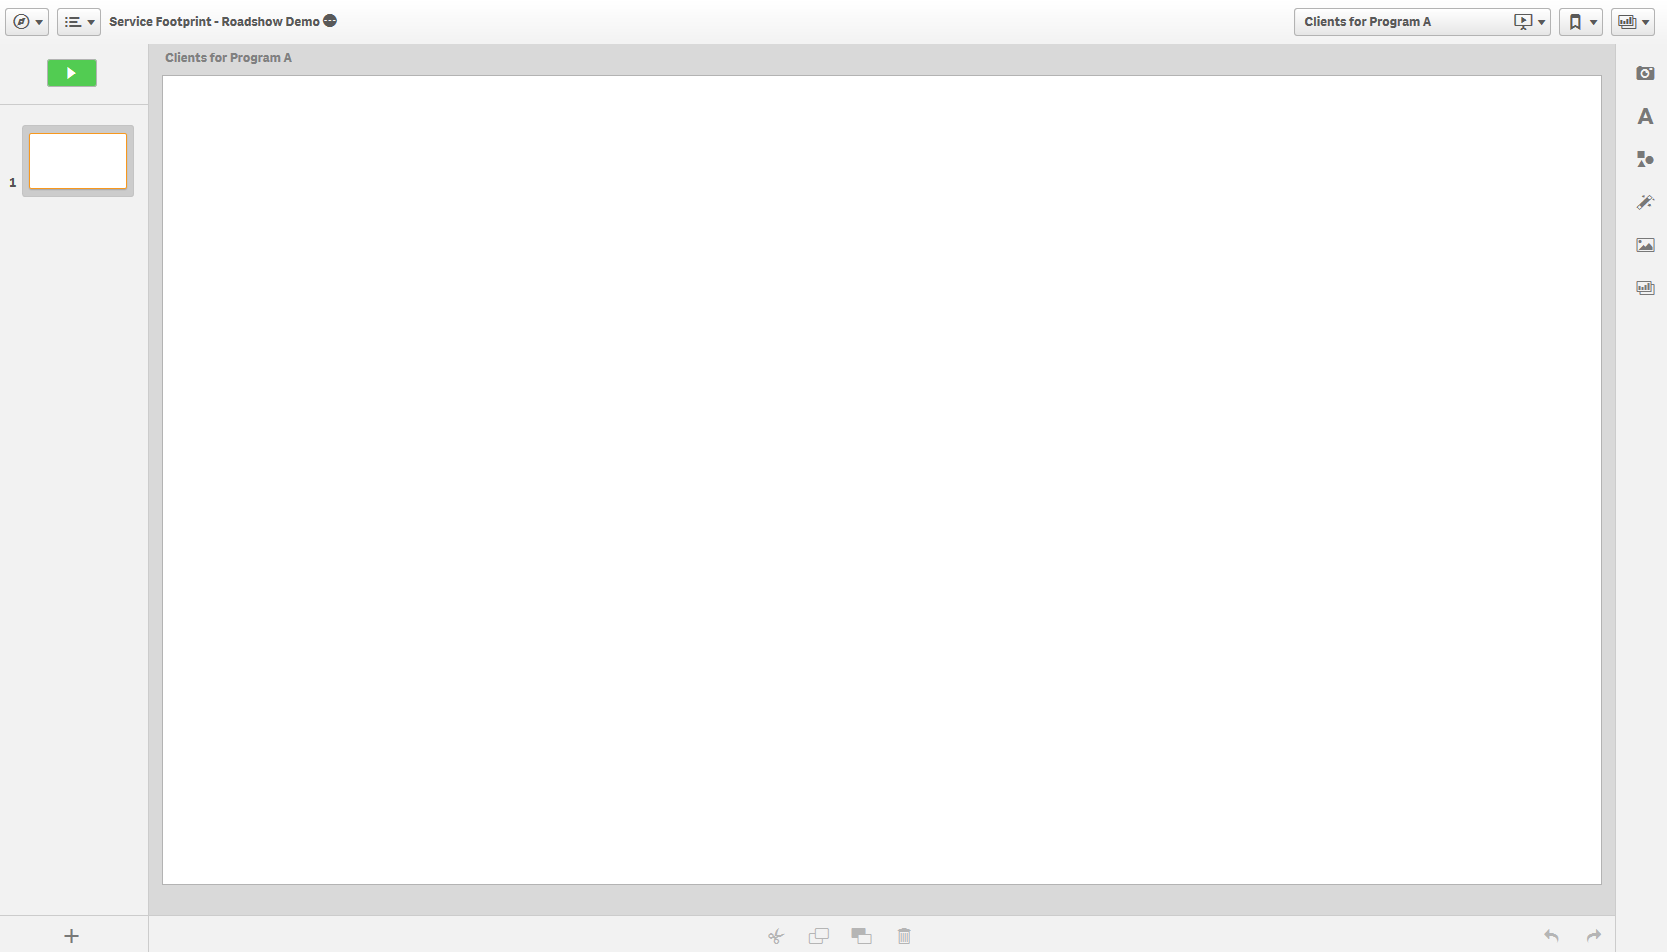 Service Footprint - Roadshow Demo
Clients for Program A
Clients for Program A
1
A